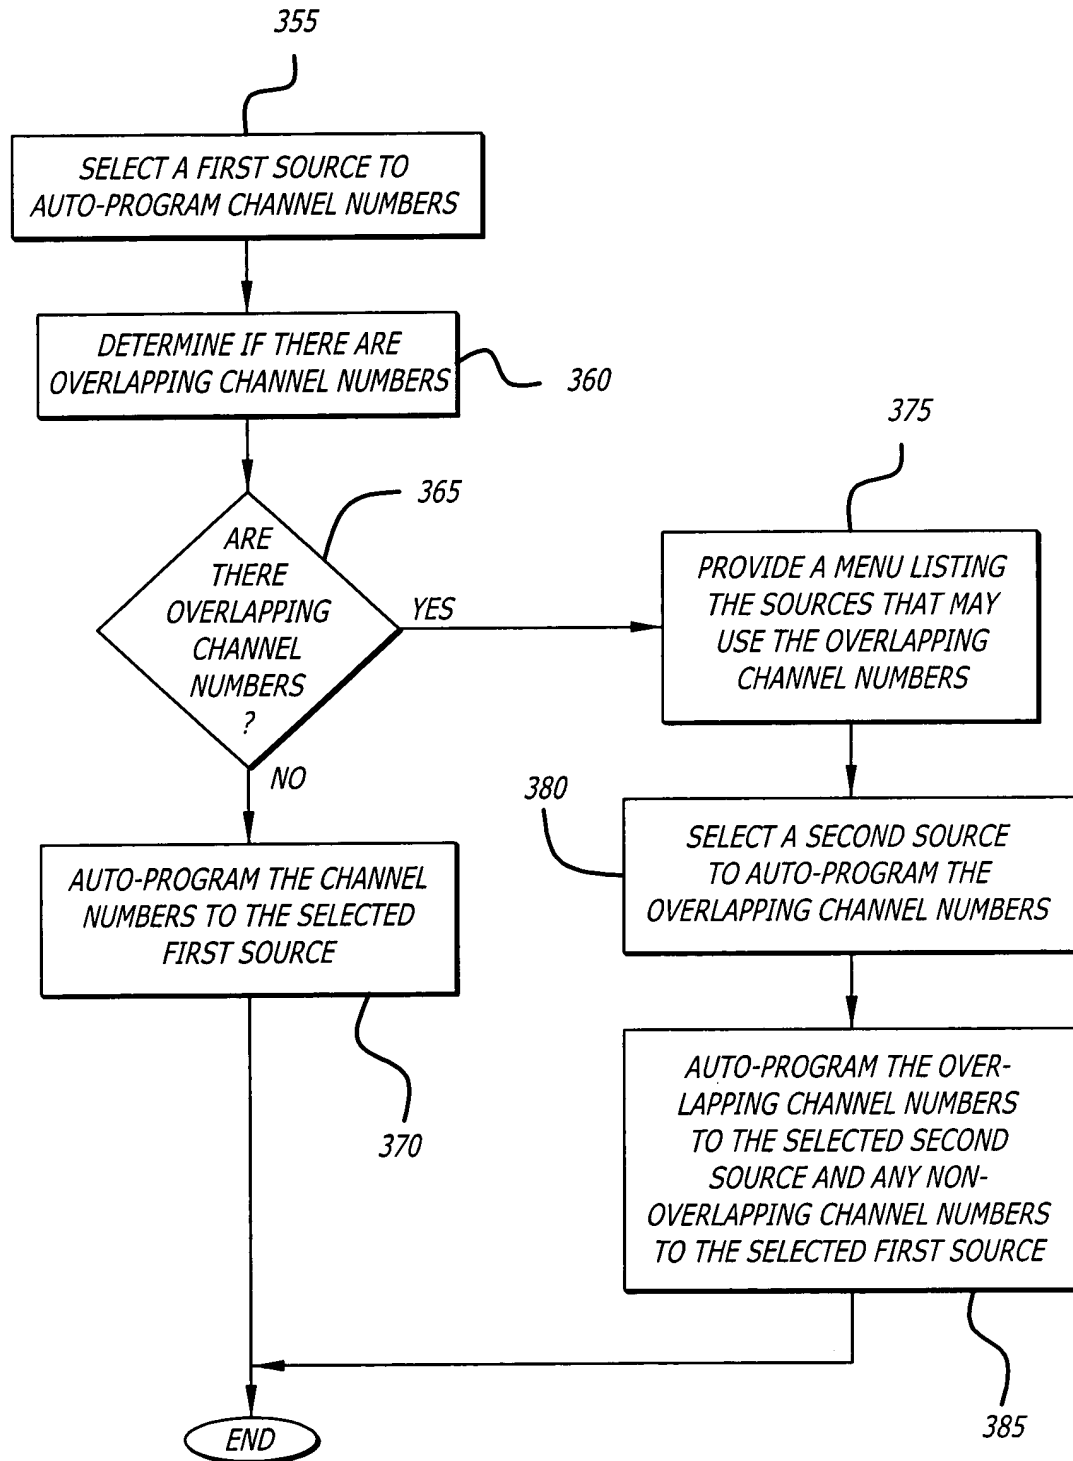 355
SELECT A FIRST SOURCE TO
AUTO-PROGRAM CHANNEL NUMBERS
DETERMINE IF THERE ARE
OVERLAPPING CHANNEL NUMBERS
360
365
ARE
THERE
OVERLAPPING
CHANNEL
NUMBERS
?
YES
NO
375
PROVIDE A MENU LISTING
THE SOURCES THAT MAY
USE THE OVERLAPPING
CHANNEL NUMBERS
380
SELECT A SECOND SOURCE
TO AUTO-PROGRAM THE
OVERLAPPING CHANNEL NUMBERS
AUTO-PROGRAM THE CHANNEL
NUMBERS TO THE SELECTED
FIRST SOURCE
370
AUTO-PROGRAM THE OVER-
LAPPING CHANNEL NUMBERS
TO THE SELECTED SECOND
SOURCE AND ANY NON-
OVERLAPPING CHANNEL NUMBERS
TO THE SELECTED FIRST SOURCE
385
END